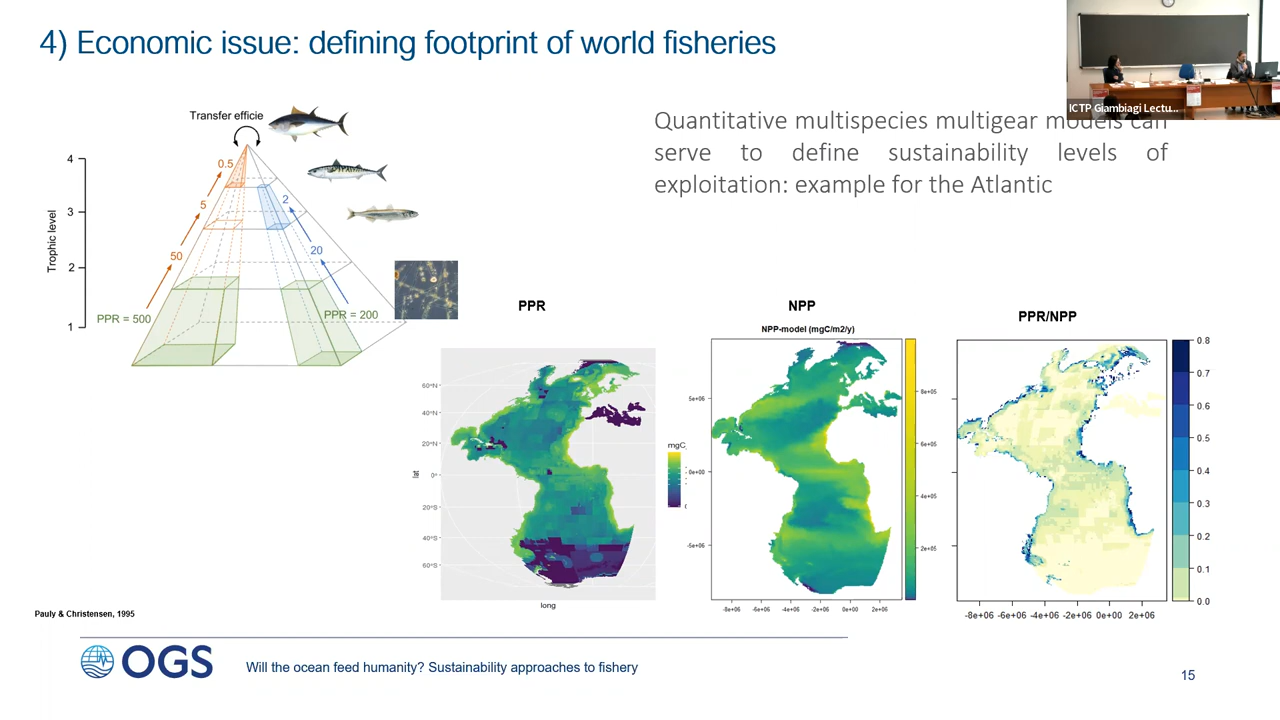 4) Economic issue: defining footprint of world fisheries
ICTP Giambiagi Lectu...
Transfer efficie
Quantitative multispecies multigear models can
serve to define sustainability levels of
exploitation: example for the Atlantic
Trophic level
4
3
2
1
0.5
5
50
PPR = 500
2
20
PPR = 200
PPR
60°N
40°N
20°N
0°
20°S
40°S
60°S
lat
long
mgC
NPP
NPP-model (mgC/m2/y)
5e+06
0e+00
-5e+06
-8e+06 -6e+06 -4e+06 -2e+06 0e+00 2e+06
8e+05
6e+05
4e+05
2e+05
PPR/NPP
-8e+06 -6e+06 -4e+06 -2e+06 0e+00 2e+06
0.8
0.7
0.6
0.5
0.4
0.3
0.2
0.1
0.0
Pauly & Christensen, 1995
OGS
Will the ocean feed humanity? Sustainability approaches to fishery
15